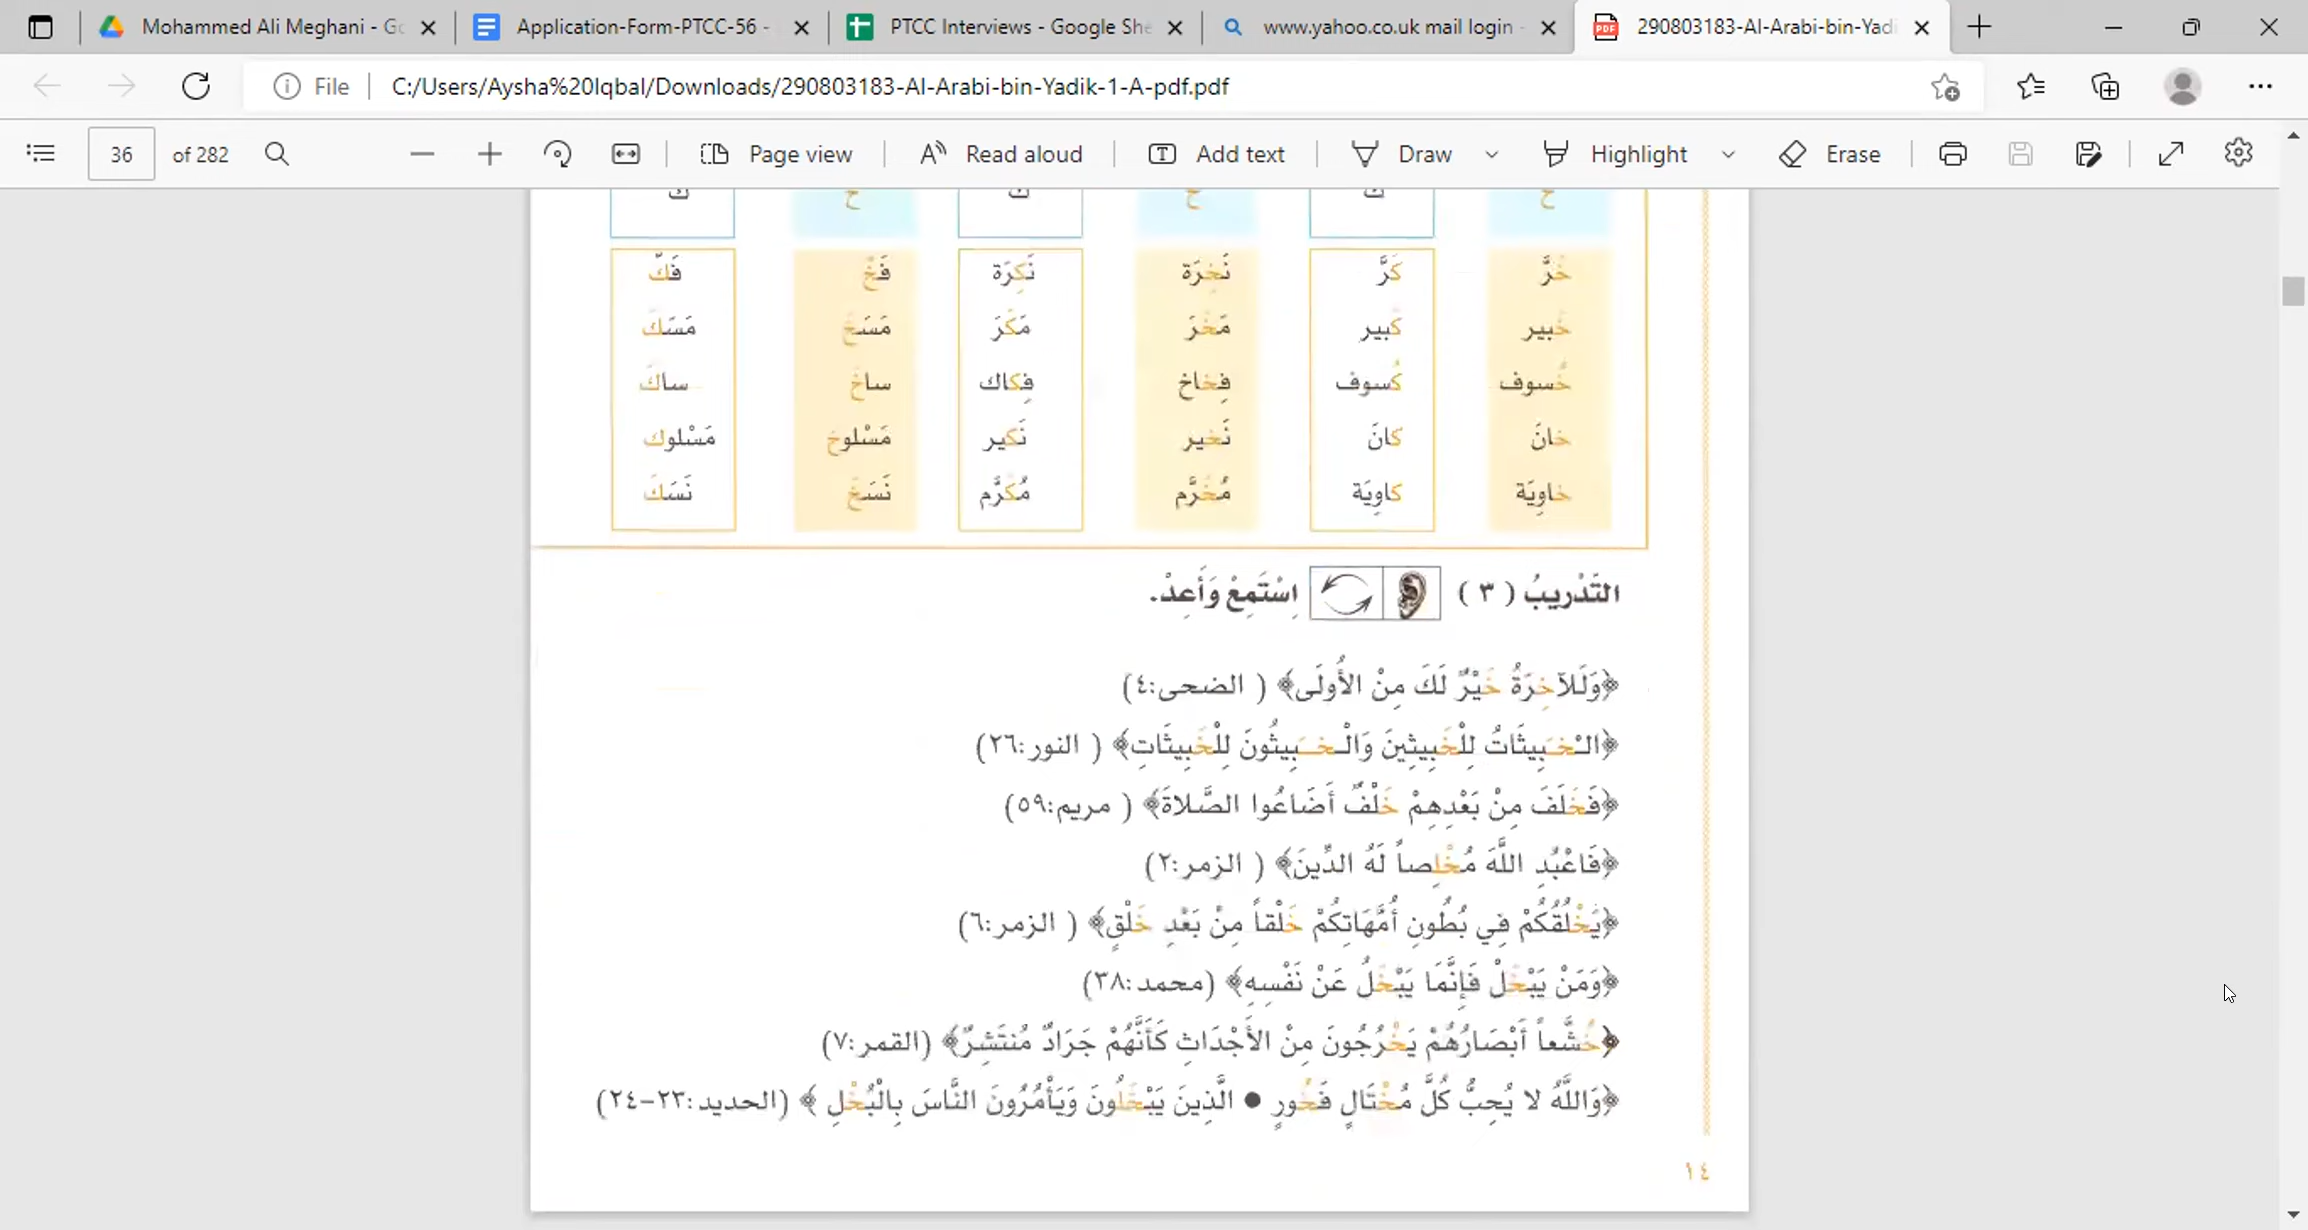 Mohammed Ali Meghani - Gc
Application-Form-PTCC-56 -
PTCC Interviews - Google She
www.yahoo.co.uk mail login -
290803183-Al-Arabi-bin-Yadi
File
C:/Users/Aysha%20Iqbal/Downloads/290803183-Al-Arabi-bin-Yadik-1-A-pdf.pdf
36 of 282
Page view
Read aloud
Add text
Draw
Highlight
Erase
خ ك خ ك خ ك
خَرَّ كَرَّ نَخِرَة نَكِرَة فَخّ فَكّ
خَبير كَبير مَخَرَ مَكَرَ مَسَخَ مَسَكَ
خُسوف كُسوف فِخاخ فِكاك ساخَ ساكَ
خانَ كانَ نَخير نَكير مَسْلوخ مَسْلوك
خاوِيَة كاوِيَة مُخَرَّم مُكَرَّم نَسَخَ نَسَكَ
التَّدْريبُ ( ٣ ) اِسْتَمِعْ وَأَعِدْ.
﴿وَلَلآخِرَةُ خَيْرٌ لَكَ مِنْ الأُولَى﴾ ( الضحى:٤)
﴿الْخَبِيثَاتُ لِلْخَبِيثِينَ وَالْخَبِيثُونَ لِلْخَبِيثَاتِ﴾ ( النور:٢٦)
﴿فَخَلَفَ مِنْ بَعْدِهِمْ خَلْفٌ أَضَاعُوا الصَّلاةَ﴾ ( مريم:٥٩)
﴿فَاعْبُدِ اللَّهَ مُخْلِصاً لَهُ الدِّينَ﴾ ( الزمر:٢)
﴿يَخْلُقُكُمْ فِي بُطُونِ أُمَّهَاتِكُمْ خَلْقاً مِنْ بَعْدِ خَلْقٍ﴾ ( الزمر:٦)
﴿وَمَنْ يَبْخَلْ فَإِنَّمَا يَبْخَلُ عَنْ نَفْسِهِ﴾ (محمد:٣٨)
﴿خُشَّعاً أَبْصَارُهُمْ يَخْرُجُونَ مِنْ الأَجْدَاثِ كَأَنَّهُمْ جَرَادٌ مُنتَشِرٌ﴾ (القمر:٧)
﴿وَاللَّهُ لا يُحِبُّ كُلَّ مُخْتَالٍ فَخُورٍ ● الَّذِينَ يَبْخَلُونَ وَيَأْمُرُونَ النَّاسَ بِالْبُخْلِ ﴾ (الحديد:٢٣-٢٤)
١٤